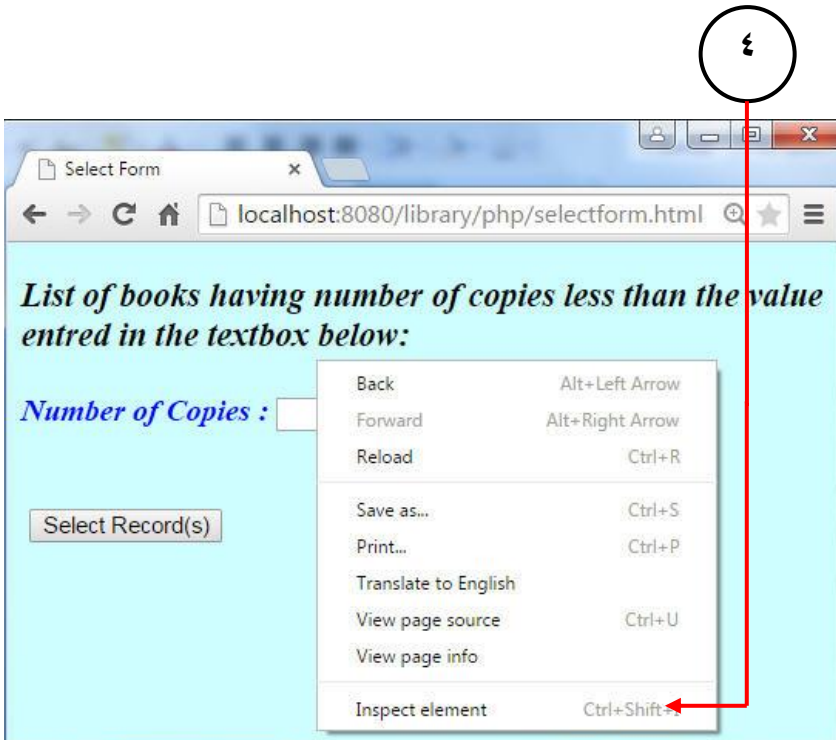 ٤
Select Form
localhost:8080/library/php/selectform.html
List of books having number of copies less than the value
entred in the textbox below:
Number of Copies :
Select Record(s)
Back Alt+Left Arrow
Forward Alt+Right Arrow
Reload Ctrl+R
Save as... Ctrl+S
Print... Ctrl+P
Translate to English
View page source Ctrl+U
View page info
Inspect element Ctrl+Shift+I